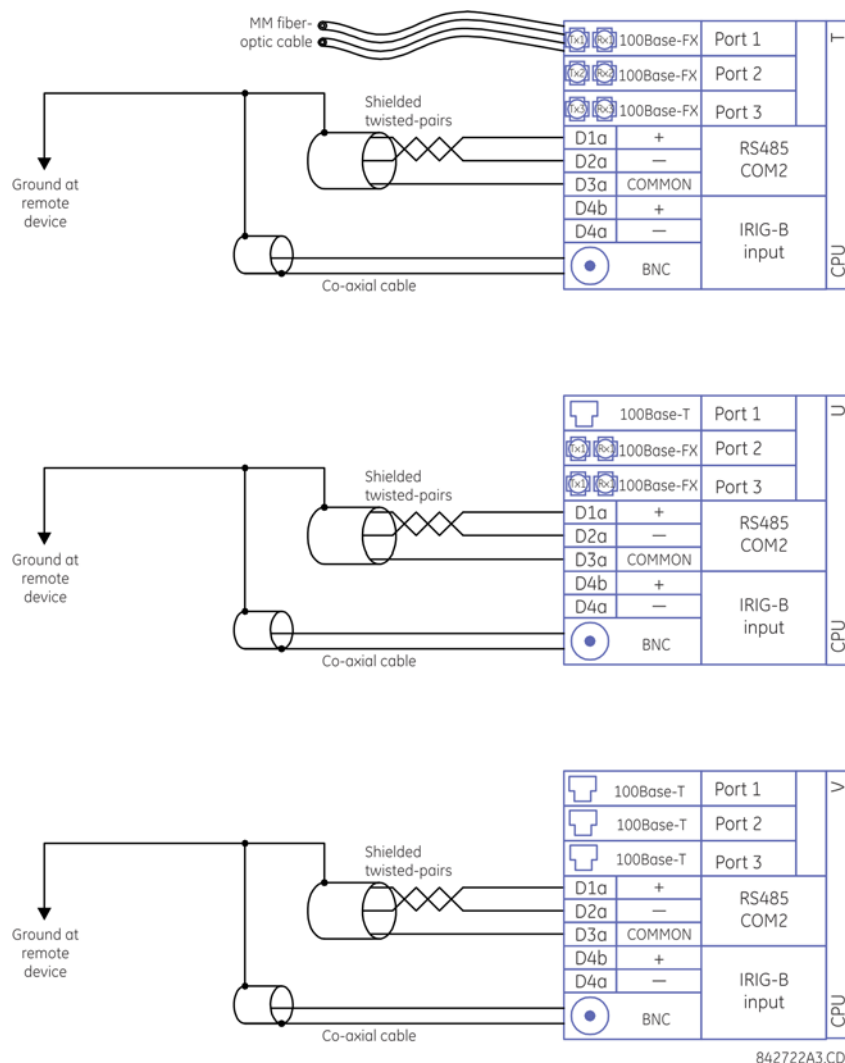 MM fiber-
optic cable
Tx1 Rx1 100Base-FX Port 1
Tx2 Rx2 100Base-FX Port 2
Tx3 Rx3 100Base-FX Port 3
T
Shielded
twisted-pairs
D1a +
D2a —
D3a COMMON
RS485
COM2
Ground at
remote
device
D4b +
D4a —
BNC
IRIG-B
input
CPU
Co-axial cable
100Base-T Port 1
Tx1 100Base-FX Port 2
Tx1 100Base-FX Port 3
U
Shielded
twisted-pairs
D1a +
D2a —
D3a COMMON
RS485
COM2
Ground at
remote
device
D4b +
D4a —
BNC
IRIG-B
input
CPU
Co-axial cable
100Base-T Port 1
100Base-T Port 2
100Base-T Port 3
V
Shielded
twisted-pairs
D1a +
D2a —
D3a COMMON
RS485
COM2
Ground at
remote
device
D4b +
D4a —
BNC
IRIG-B
input
CPU
Co-axial cable
842722A3.CD